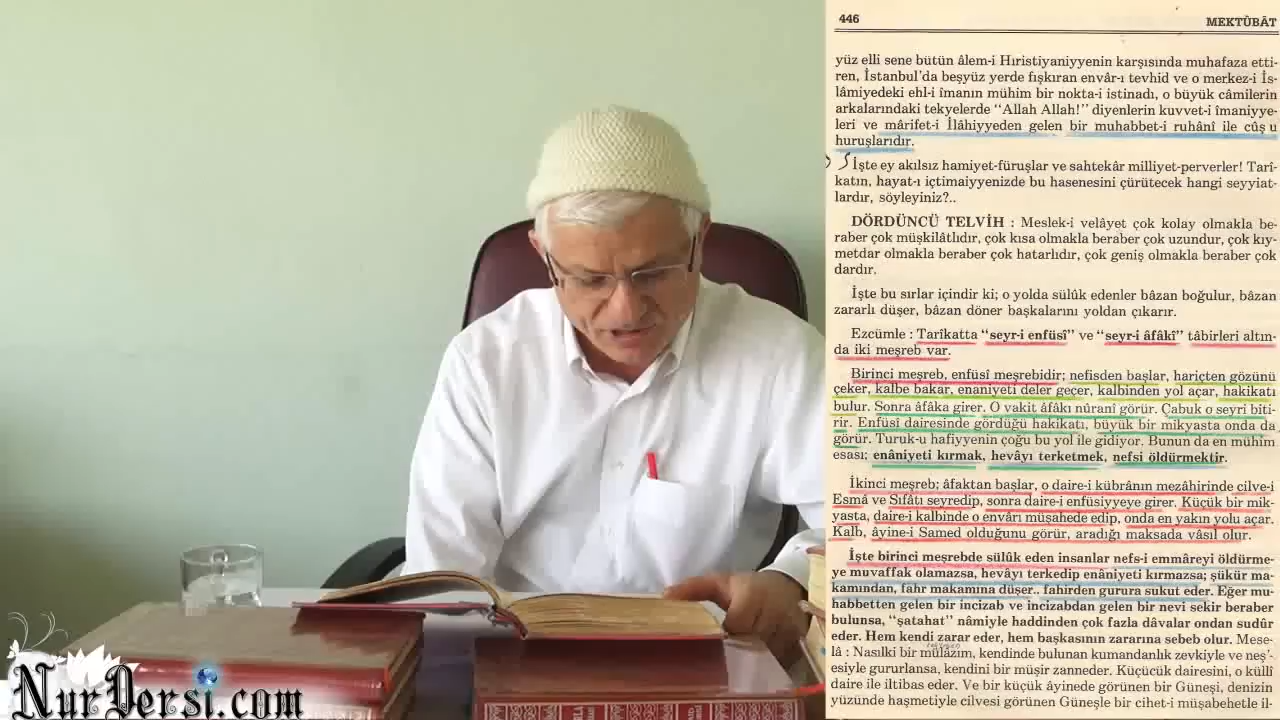 446
MEKTÛBÂT
yüz elli sene bütün âlem-i Hıristiyaniyyenin karşısında muhafaza etti-
ren, İstanbul'da beşyüz yerde fışkıran envâr-ı tevhid ve o merkez-i İs-
lâmiyedeki ehl-i îmanın mühim bir nokta-i istinadı, o büyük câmilerin
arkalarındaki tekyelerde "Allah Allah!" diyenlerin kuvvet-i îmaniyye-
leri ve mârifet-i İlâhiyyeden gelen bir muhabbet-i ruhânî ile cûş u
huruşlarıdır.
İşte ey akılsız hamiyet-füruşlar ve sahtekâr milliyet-perverler! Tarî-
katın, hayat-ı içtimaiyyenizde bu hasenesini çürütecek hangi seyyiat-
lardır, söyleyiniz?..
DÖRDÜNCÜ TELVİH : Meslek-i velâyet çok kolay olmakla be-
raber çok müşkilâtlıdır, çok kısa olmakla beraber çok uzundur, çok kıy-
metdar olmakla beraber çok hatarlıdır, çok geniş olmakla beraber çok
dardır.
İşte bu sırlar içindir ki; o yolda sülûk edenler bâzan boğulur, bâzan
zararlı düşer, bâzan döner başkalarını yoldan çıkarır.
Ezcümle : Tarîkatta "seyr-i enfüsî" ve "seyr-i âfâkî" tâbirleri altın-
da iki meşreb var.
Birinci meşreb, enfüsî meşrebidir; nefisden başlar, hariçten gözünü
çeker, kalbe bakar, enaniyeti deler geçer, kalbinden yol açar, hakikatı
bulur. Sonra âfâka girer. O vakit âfâkı nûranî görür. Çabuk o seyri biti-
rir. Enfüsî dairesinde gördüğü hakikatı, büyük bir mikyasta onda da
görür. Turuk-u hafiyyenin çoğu bu yol ile gidiyor. Bunun da en mühim
esası; enâniyeti kırmak, hevâyı terketmek, nefsi öldürmektir.
İkinci meşreb; âfaktan başlar, o daire-i kübrânın mezâhirinde cilve-i
Esmâ ve Sıfâtı seyredip, sonra daire-i enfüsiyyeye girer. Küçük bir mik-
yasta, daire-i kalbinde o envârı müşahede edip, onda en yakın yolu açar.
Kalb, âyine-i Samed olduğunu görür, aradığı maksada vâsıl olur.
İşte birinci meşrebde sülûk eden insanlar nefs-i emmâreyi öldürme-
ye muvaffak olamazsa, hevâyı terkedip enâniyeti kırmazsa; şükür ma-
kamından, fahr makamına düşer.. fahirden gurura sukut eder. Eğer mu-
habbetten gelen bir incizab ve incizabdan gelen bir nevi sekir beraber
bulunsa, "şatahat" nâmiyle haddinden çok fazla dâvalar ondan sudûr
eder. Hem kendi zarar eder, hem başkasının zararına sebeb olur. Mese-
lâ : Nasılki bir mülâzım, kendinde bulunan kumandanlık zevkiyle ve neş'-
esiyle gururlansa, kendini bir müşir zanneder. Küçücük dairesini, o küllî
daire ile iltibas eder. Ve bir küçük âyinede görünen bir Güneşi, denizin
yüzünde haşmetiyle cilvesi görünen Güneşle bir cihet-i müşabehetle il-
NurDersi.com